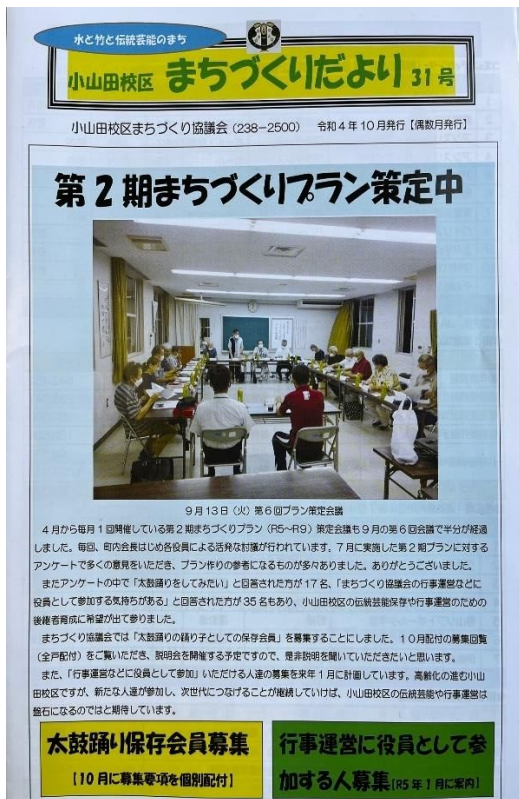 水と竹と伝統芸能のまち
小山田校区 まちづくりだより 31号
小山田校区まちづくり協議会(238-2500) 令和4年10月発行【偶数月発行】
第2期まちづくりプラン策定中
9月13日(火)第6回プラン策定会議
4月から毎月1回開催している第2期まちづくりプラン(R5~R9)策定会議も9月の第6回会議で半分が経過
しました。毎回、町内会長はじめ各役員による活発な討議が行われています。7月に実施した第2期プランに対する
アンケートで多くの意見をいただき、プラン作りの参考になるものが多々ありました。ありがとうございました。
またアンケートの中で「太鼓踊りをしてみたい」と回答された方が17名、「まちづくり協議会の行事運営などに
役員として参加する気持ちがある」と回答された方が35名もあり、小山田校区の伝統芸能保存や行事運営のための
後継者育成に希望が出て参りました。
まちづくり協議会では「太鼓踊りの踊り子としての保存会員」を募集することにしました。10月配付の募集回覧
(全戸配付)をご覧いただき、説明会を開催する予定ですので、是非説明を聞いていただきたいと思います。
また、「行事運営などに役員として参加」いただける人達の募集を来年1月に計画しています。高齢化の進む小山
田校区ですが、新たな人達が参加し、次世代につなげることが継続していけば、小山田校区の伝統芸能や行事運営は
盤石になるのではと期待しています。
太鼓踊り保存会員募集
【10月に募集要項を個別配付】
行事運営に役員として参
加する人募集【R5年1月に案内】